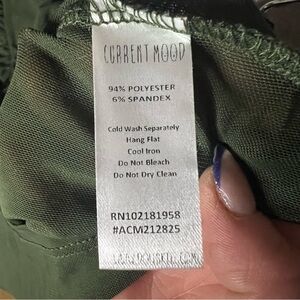 CURRENT MOOD
94% POLYESTER
6% SPANDEX
Cold Wash Separately
Hang Flat
Cool Iron
Do Not Bleach
Do Not Dry Clean
RN102181958
#ACM212825